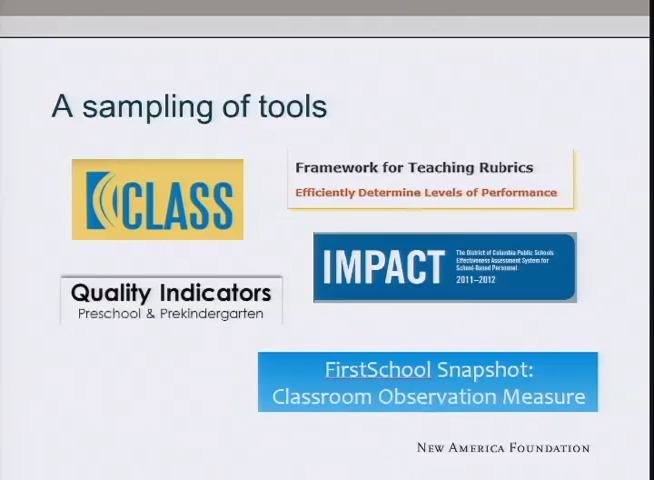 A sampling of tools
CLASS
Framework for Teaching Rubrics
Efficiently Determine Levels of Performance
IMPACT
The District of Columbia Public Schools
Effectiveness Assessment System for
School-Based Personnel
2011–2012
Quality Indicators
Preschool & Prekindergarten
FirstSchool Snapshot:
Classroom Observation Measure
NEW AMERICA FOUNDATION